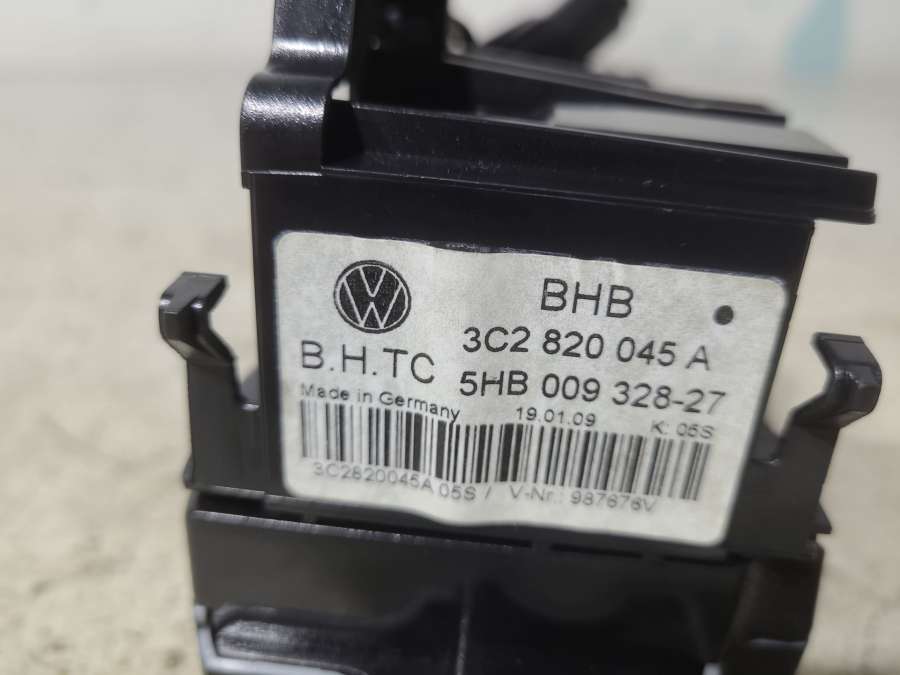 BHB
3C2 820 045 A
B.H.TC
5HB 009 328-27
Made in Germany 19.01.09 K: 05S
3C2820045A 05S / V-Nr.: 987676V